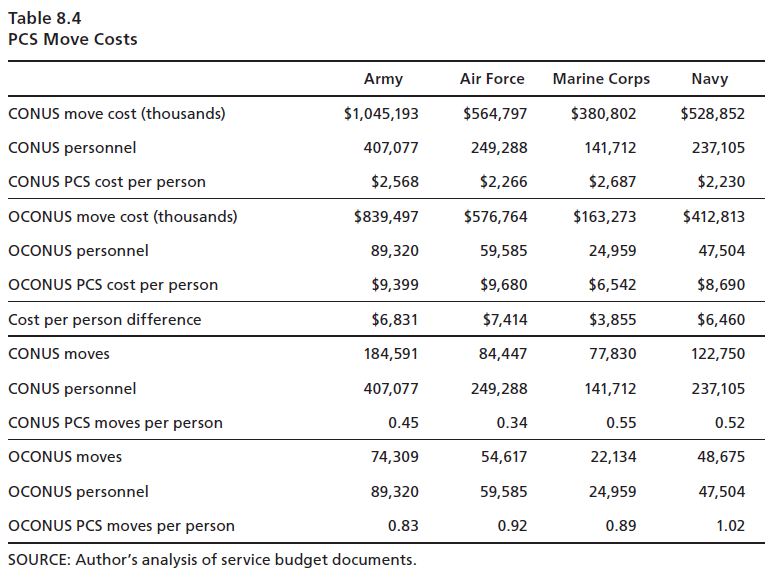 Table 8.4
PCS Move Costs
Army Air Force Marine Corps Navy
CONUS move cost (thousands) $1,045,193 $564,797 $380,802 $528,852
CONUS personnel 407,077 249,288 141,712 237,105
CONUS PCS cost per person $2,568 $2,266 $2,687 $2,230
OCONUS move cost (thousands) $839,497 $576,764 $163,273 $412,813
OCONUS personnel 89,320 59,585 24,959 47,504
OCONUS PCS cost per person $9,399 $9,680 $6,542 $8,690
Cost per person difference $6,831 $7,414 $3,855 $6,460
CONUS moves 184,591 84,447 77,830 122,750
CONUS personnel 407,077 249,288 141,712 237,105
CONUS PCS moves per person 0.45 0.34 0.55 0.52
OCONUS moves 74,309 54,617 22,134 48,675
OCONUS personnel 89,320 59,585 24,959 47,504
OCONUS PCS moves per person 0.83 0.92 0.89 1.02
SOURCE: Author's analysis of service budget documents.